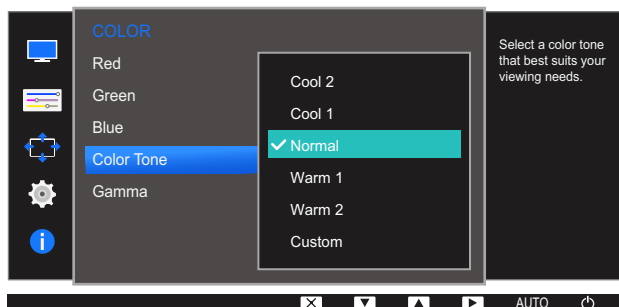 COLOR
Red
Green
Blue
Color Tone
Gamma
Cool 2
Cool 1
Normal
Warm 1
Warm 2
Custom
Select a color tone
that best suits your
viewing needs.
AUTO